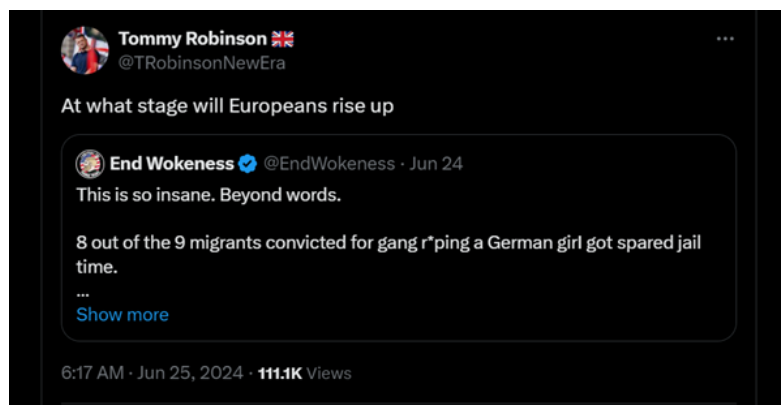 Tommy Robinson 🇬🇧
@TRobinsonNewEra
At what stage will Europeans rise up
End Wokeness @EndWokeness · Jun 24
This is so insane. Beyond words.
8 out of the 9 migrants convicted for gang r*ping a German girl got spared jail
time.
...
Show more
6:17 AM · Jun 25, 2024 · 111.1K Views